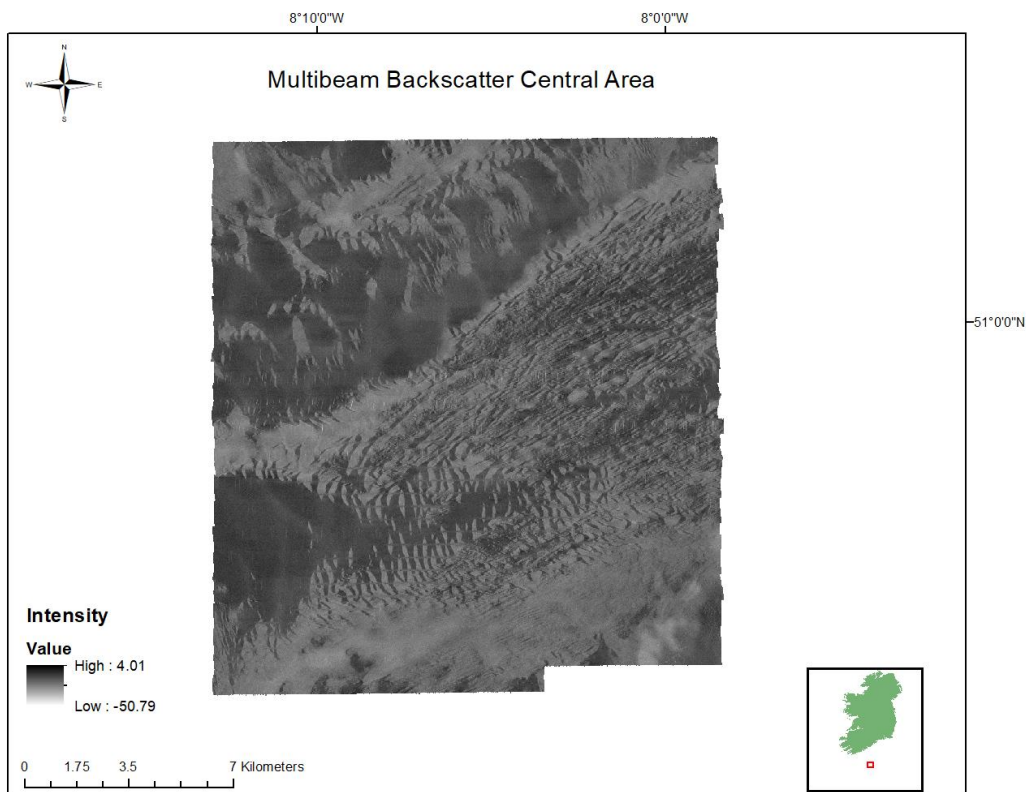 8°10'0"W
8°0'0"W
N
W
E
S
Multibeam Backscatter Central Area
51°0'0"N
Intensity
Value
High : 4.01
Low : -50.79
0 1.75 3.5 7 Kilometers